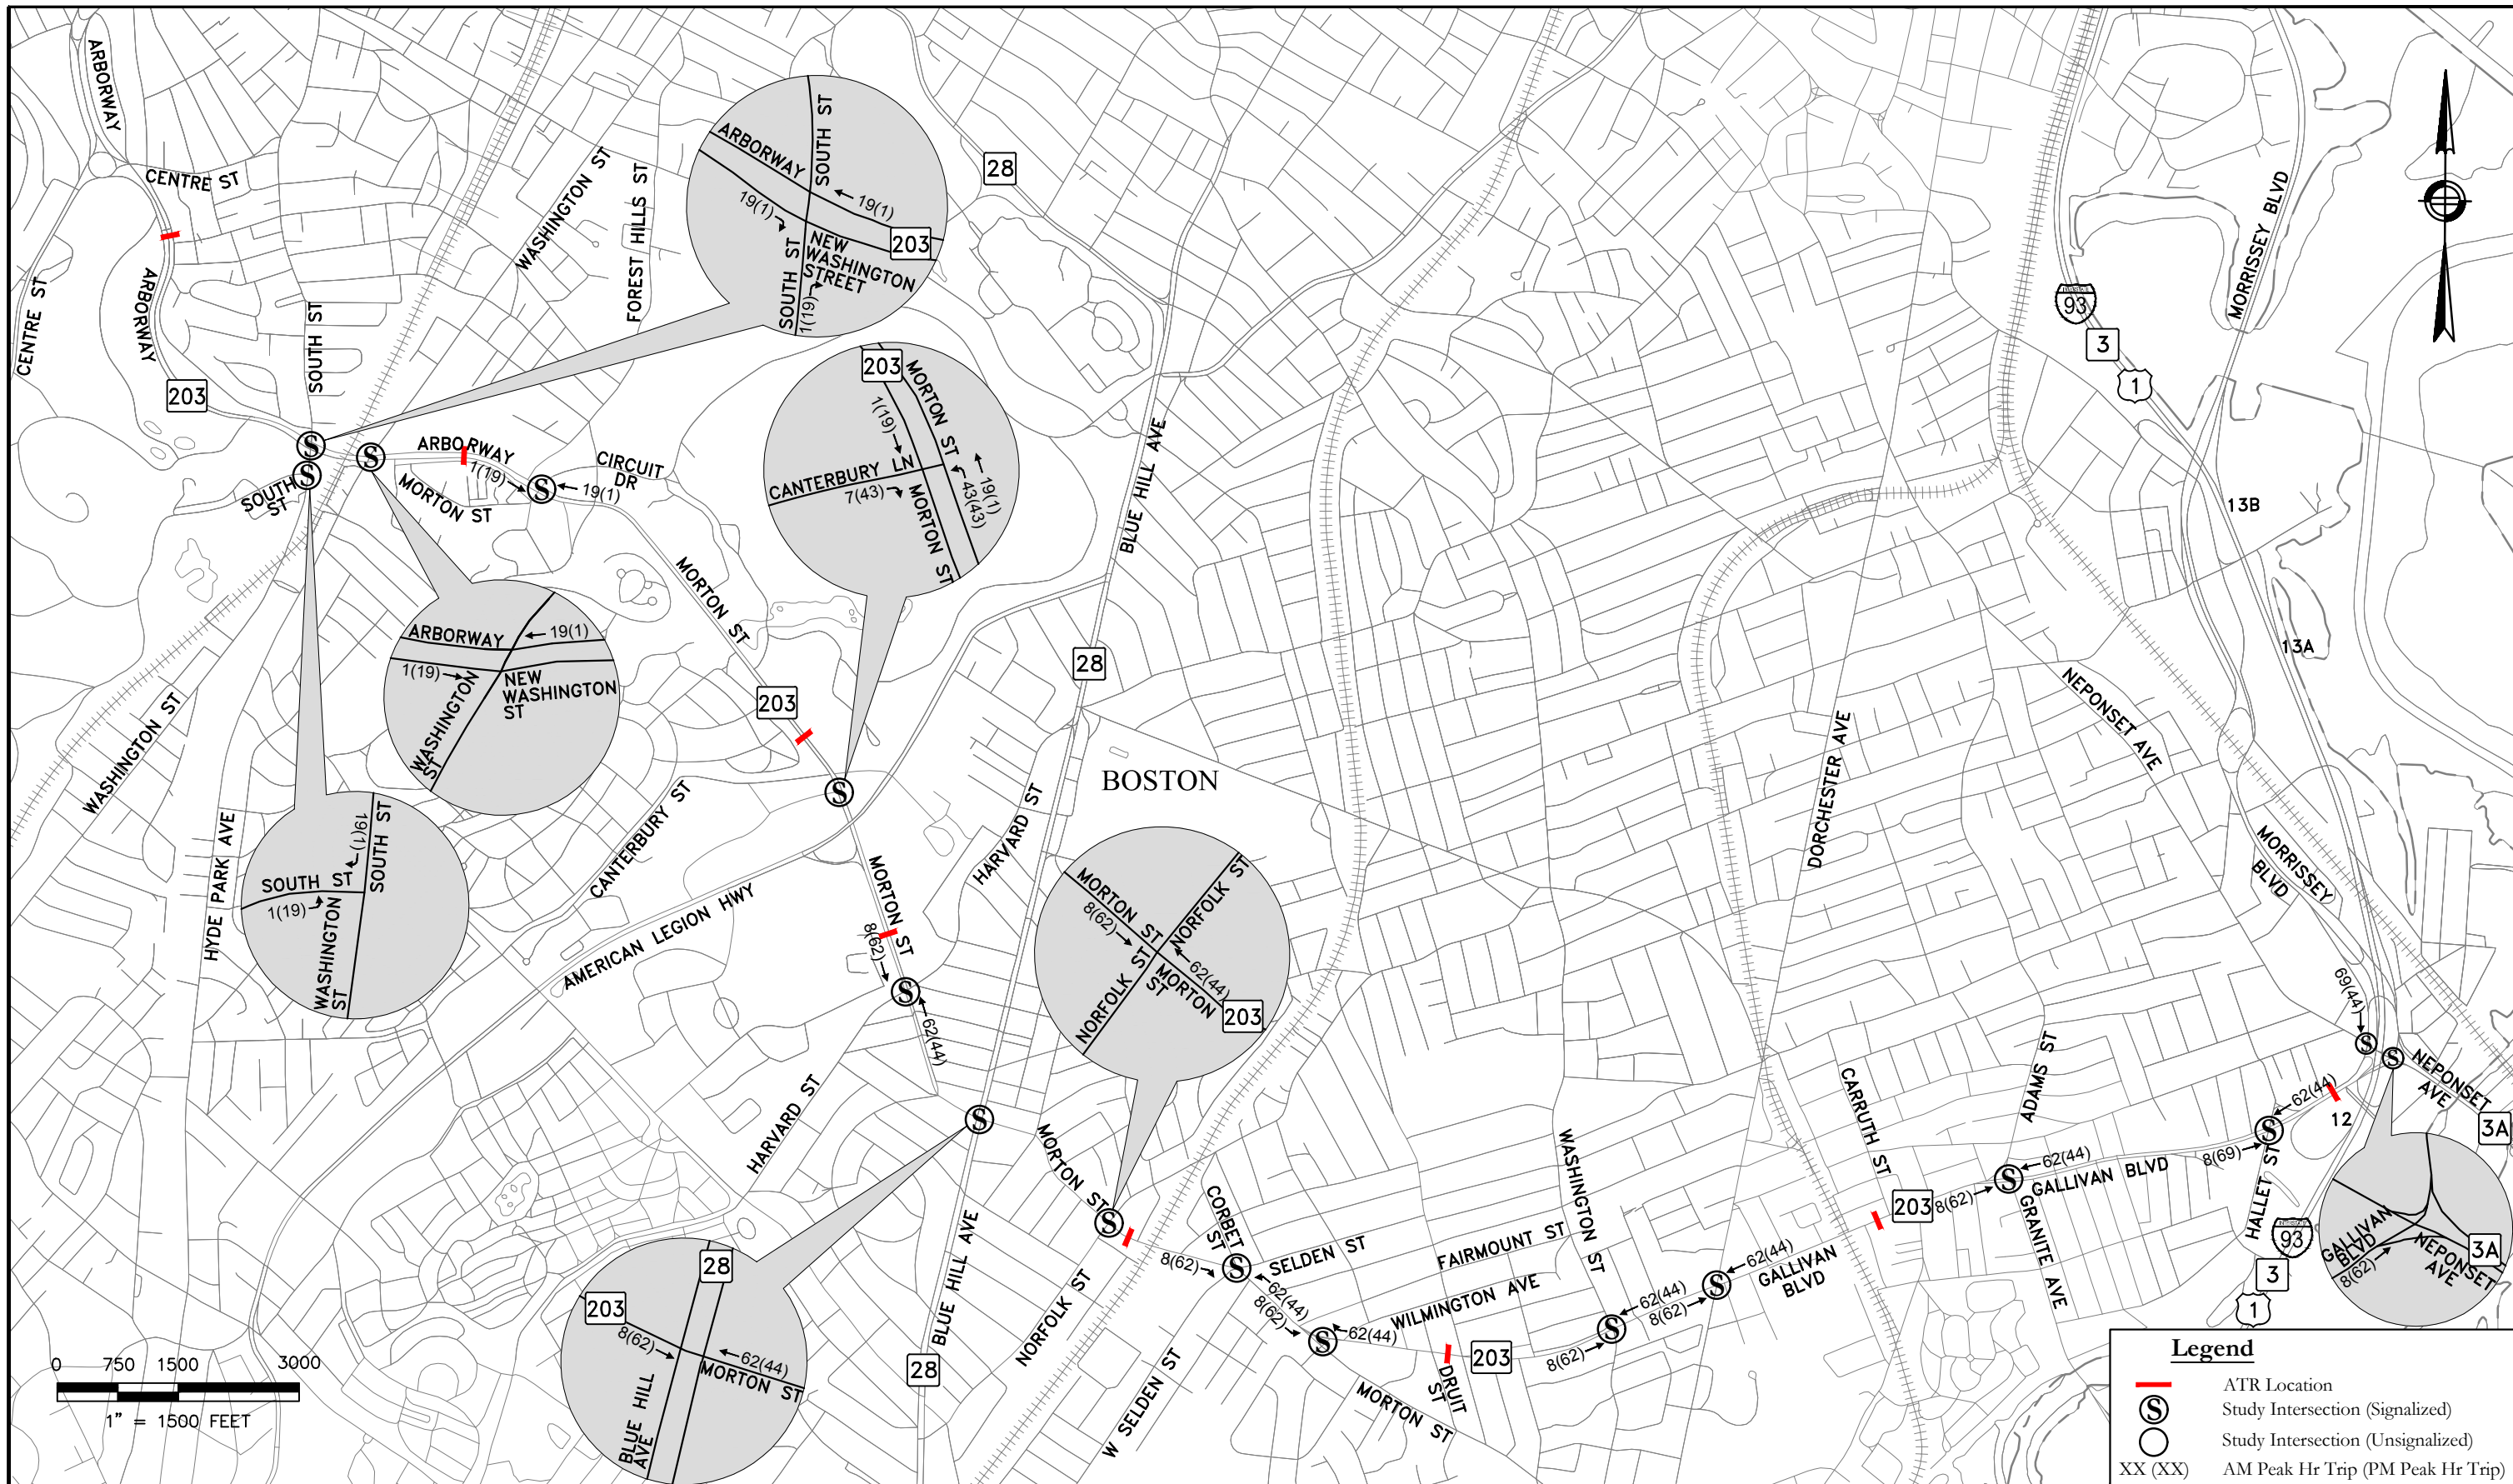 ARBORWAY
CENTRE ST
CENTRE ST
ARBORWAY
203
SOUTH ST
WASHINGTON ST
FOREST HILLS ST
SOUTH ST
ARBORWAY
19(1)
19(1)
203
NEW
WASHINGTON
STREET
SOUTH ST
1(19)
28
MORRISSEY BLVD
93
3
1
13B
13A
ARBORWAY
1(19)
19(1)
CIRCUIT
DR
SOUTH
ST
MORTON ST
MORTON ST
203
203
MORTON ST
1(19)
CANTERBURY LN
7(43)
19(1)
43(43)
MORTON ST
BLUE HILL AVE
28
ARBORWAY
19(1)
1(19)
NEW
WASHINGTON
ST
WASHINGTON
ST
WASHINGTON ST
HYDE PARK AVE
19(1)
SOUTH ST
SOUTH ST
1(19)
WASHINGTON
ST
CANTERBURY ST
AMERICAN LEGION HWY
HARVARD ST
BOSTON
MORTON ST
8(62)
62(44)
HARVARD ST
MORTON ST
NORFOLK ST
8(62)
62(44)
NORFOLK ST
MORTON
ST
203
DORCHESTER AVE
NEPONSET AVE
MORRISSEY
BLVD
69(44)
NEPONSET
AVE
3A
12
62(44)
8(69)
HALLET ST
93
3
1
GALLIVAN
BLVD
8(62)
NEPONSET
AVE
3A
ADAMS ST
CARRUTH ST
203
8(62)
62(44)
GALLIVAN BLVD
GRANITE AVE
MORTON ST
CORBET
ST
8(62)
SELDEN ST
62(44)
8(62)
62(44)
FAIRMOUNT ST
WILMINGTON AVE
WASHINGTON ST
62(44)
8(62)
62(44)
8(62)
GALLIVAN
BLVD
203
DRUIT
ST
MORTON ST
W SELDEN ST
NORFOLK ST
BLUE HILL AVE
28
28
203
8(62)
62(44)
MORTON ST
BLUE HILL
AVE
0 750 1500 3000
1" = 1500 FEET
Legend
ATR Location
S Study Intersection (Signalized)
Study Intersection (Unsignalized)
XX (XX) AM Peak Hr Trip (PM Peak Hr Trip)